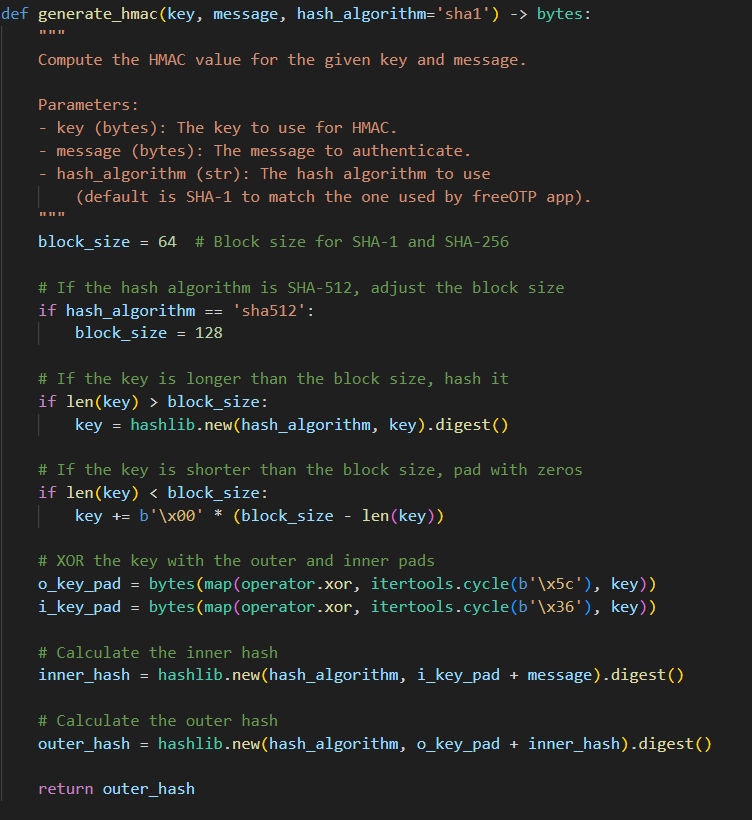 def generate_hmac(key, message, hash_algorithm='sha1') -> bytes:
    """
    Compute the HMAC value for the given key and message.

    Parameters:
    - key (bytes): The key to use for HMAC.
    - message (bytes): The message to authenticate.
    - hash_algorithm (str): The hash algorithm to use
        (default is SHA-1 to match the one used by freeOTP app).
    """
    block_size = 64  # Block size for SHA-1 and SHA-256

    # If the hash algorithm is SHA-512, adjust the block size
    if hash_algorithm == 'sha512':
        block_size = 128

    # If the key is longer than the block size, hash it
    if len(key) > block_size:
        key = hashlib.new(hash_algorithm, key).digest()

    # If the key is shorter than the block size, pad with zeros
    if len(key) < block_size:
        key += b'\x00' * (block_size - len(key))

    # XOR the key with the outer and inner pads
    o_key_pad = bytes(map(operator.xor, itertools.cycle(b'\x5c'), key))
    i_key_pad = bytes(map(operator.xor, itertools.cycle(b'\x36'), key))

    # Calculate the inner hash
    inner_hash = hashlib.new(hash_algorithm, i_key_pad + message).digest()

    # Calculate the outer hash
    outer_hash = hashlib.new(hash_algorithm, o_key_pad + inner_hash).digest()

    return outer_hash